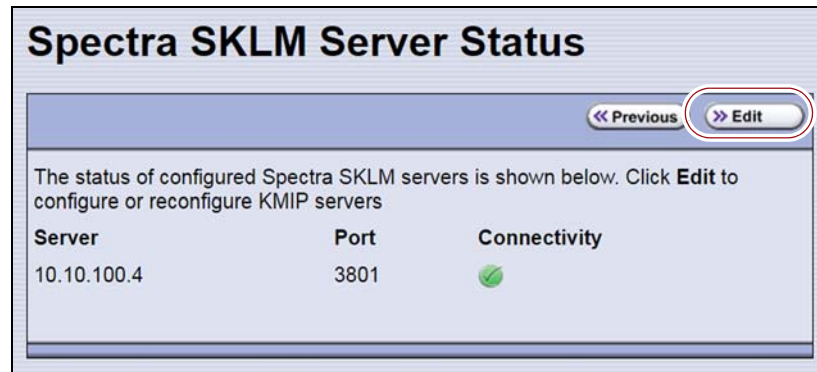 Spectra SKLM Server Status
Previous Edit
The status of configured Spectra SKLM servers is shown below. Click Edit to
configure or reconfigure KMIP servers
Server Port Connectivity
10.10.100.4 3801